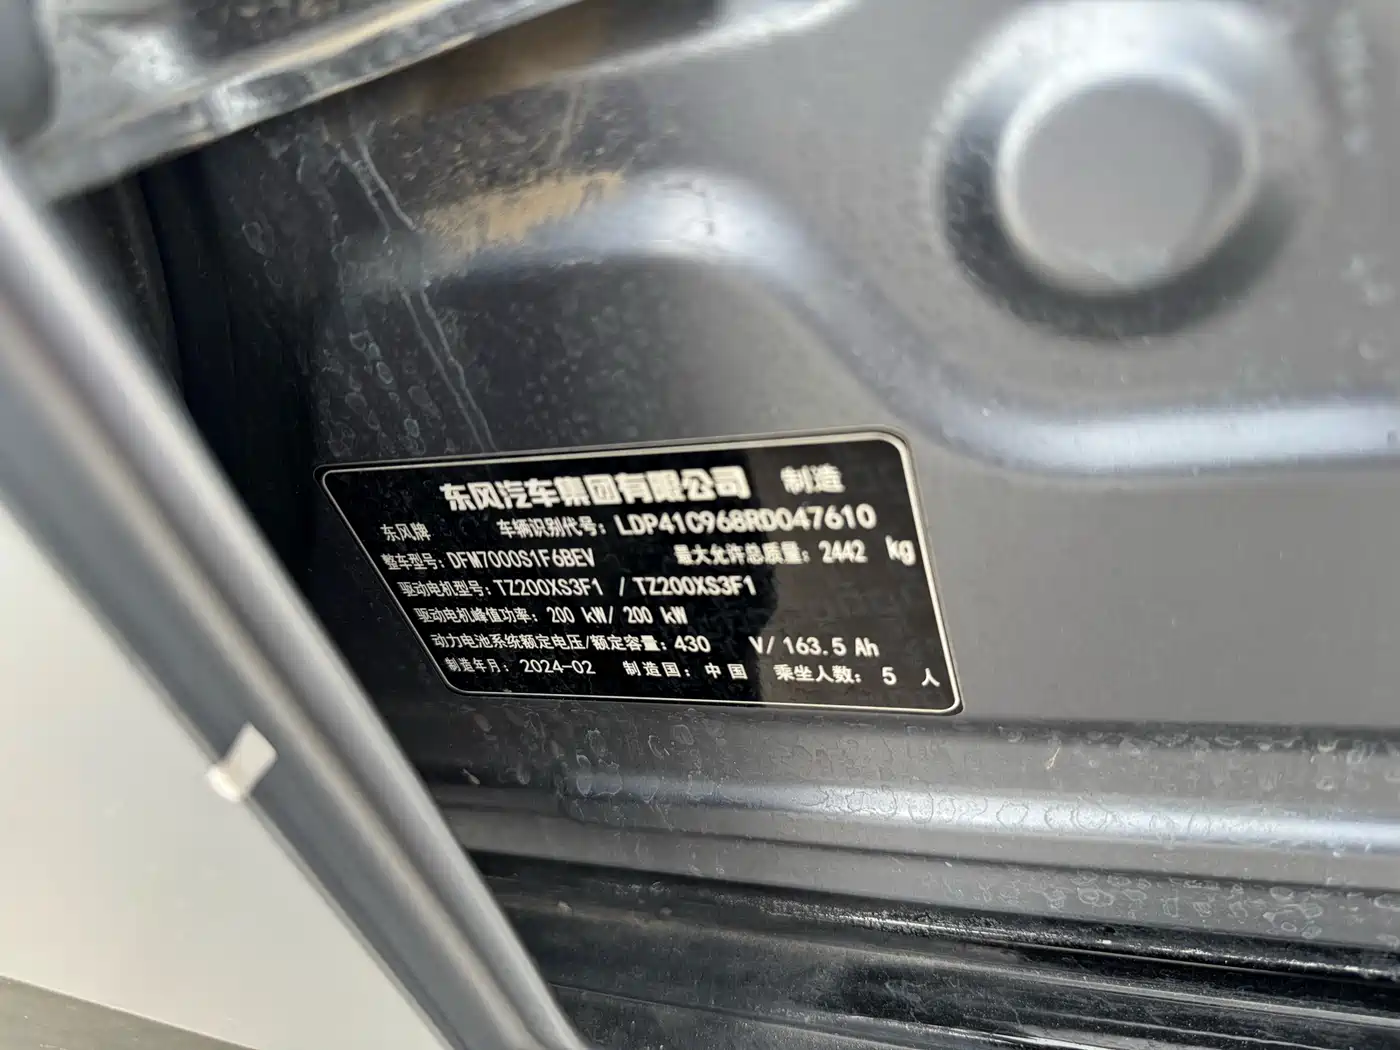 东风汽车集团有限公司 制造
东风牌 车辆识别代号：LDP41C968RD047610
整车型号：DFM7000S1F6BEV 最大允许总质量：2442 kg
驱动电机型号：TZ200XS3F1 / TZ200XS3F1
驱动电机峰值功率：200 kW/ 200 kW
动力电池系统额定电压/额定容量：430 V/ 163.5 Ah
制造年月：2024-02 制造国：中国 乘坐人数：5 人